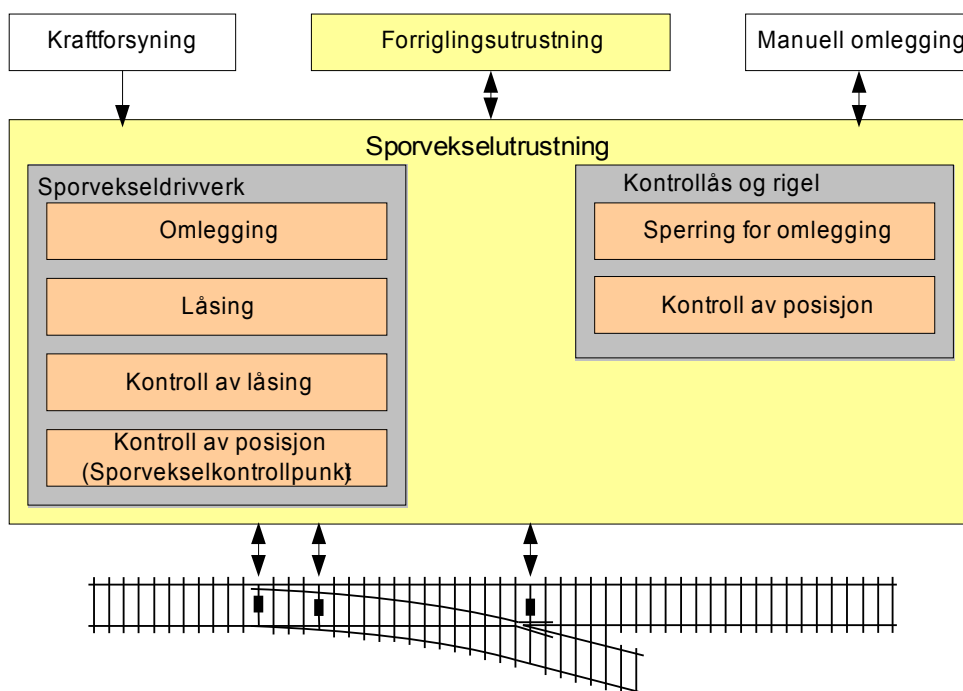 Kraftforsyning
Forriglingsutrustning
Manuell omlegging
Sporvekselutrustning
Sporvekseldrivverk
Omlegging
Låsing
Kontroll av låsing
Kontroll av posisjon
(Sporvekselkontrollpunkt)
Kontrollås og rigel
Sperring for omlegging
Kontroll av posisjon